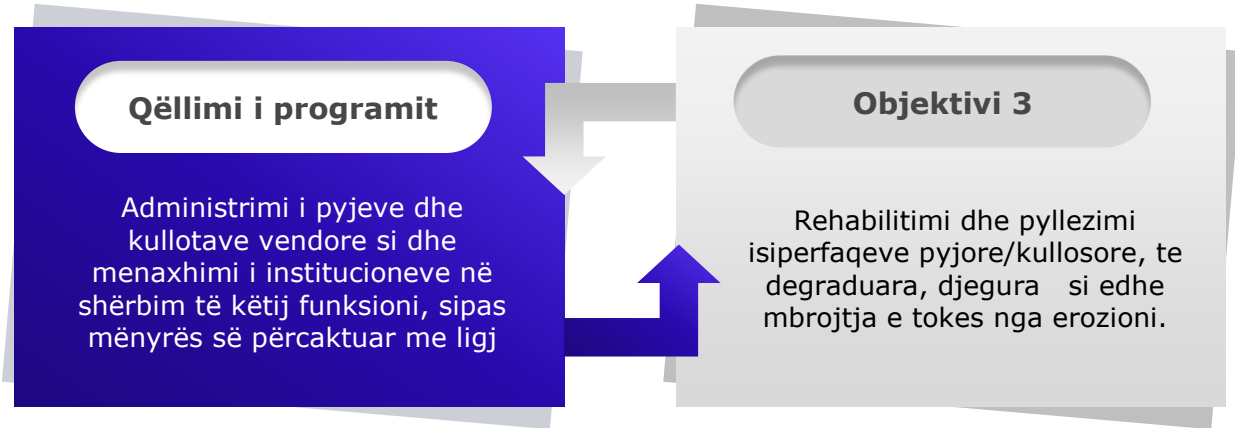 Qëllimi i programit
Administrimi i pyjeve dhe
kullotave vendore si dhe
menaxhimi i institucioneve në
shërbim të këtij funksioni, sipas
mënyrës së përcaktuar me ligj
Objektivi 3
Rehabilitimi dhe pyllezimi
isiperfaqeve pyjore/kullosore, te
degraduara, djegura   si edhe
mbrojtja e tokes nga erozioni.